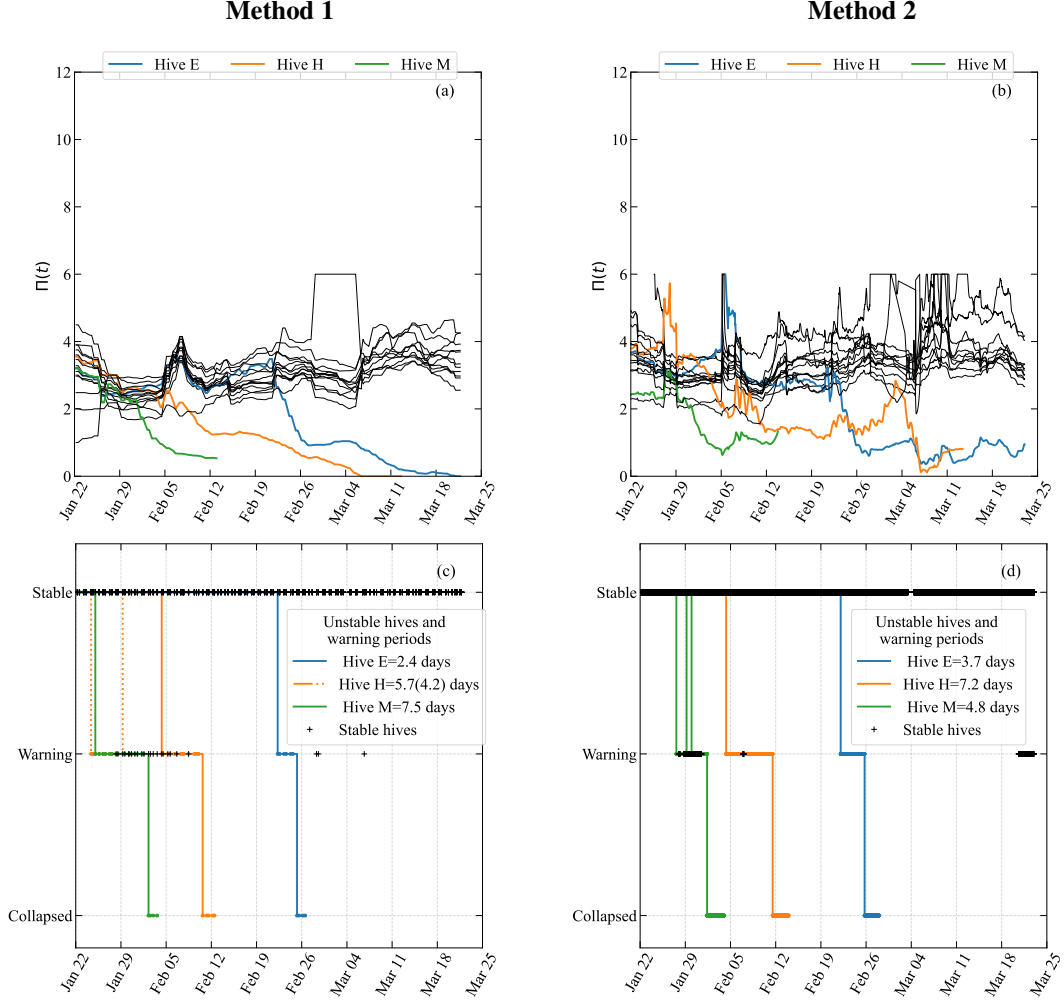 Method 1
Method 2
Hive E
Hive H
Hive M
(a)
12
10
8
6
4
2
0
Π(t)
Jan 22
Jan 29
Feb 05
Feb 12
Feb 19
Feb 26
Mar 04
Mar 11
Mar 18
Mar 25
Hive E
Hive H
Hive M
(b)
12
10
8
6
4
2
0
Π(t)
Jan 22
Jan 29
Feb 05
Feb 12
Feb 19
Feb 26
Mar 04
Mar 11
Mar 18
Mar 25
(c)
Stable
Warning
Collapsed
Unstable hives and
warning periods
Hive E=2.4 days
Hive H=5.7(4.2) days
Hive M=7.5 days
Stable hives
Jan 22
Jan 29
Feb 05
Feb 12
Feb 19
Feb 26
Mar 04
Mar 11
Mar 18
Mar 25
(d)
Stable
Warning
Collapsed
Unstable hives and
warning periods
Hive E=3.7 days
Hive H=7.2 days
Hive M=4.8 days
Stable hives
Jan 22
Jan 29
Feb 05
Feb 12
Feb 19
Feb 26
Mar 04
Mar 11
Mar 18
Mar 25